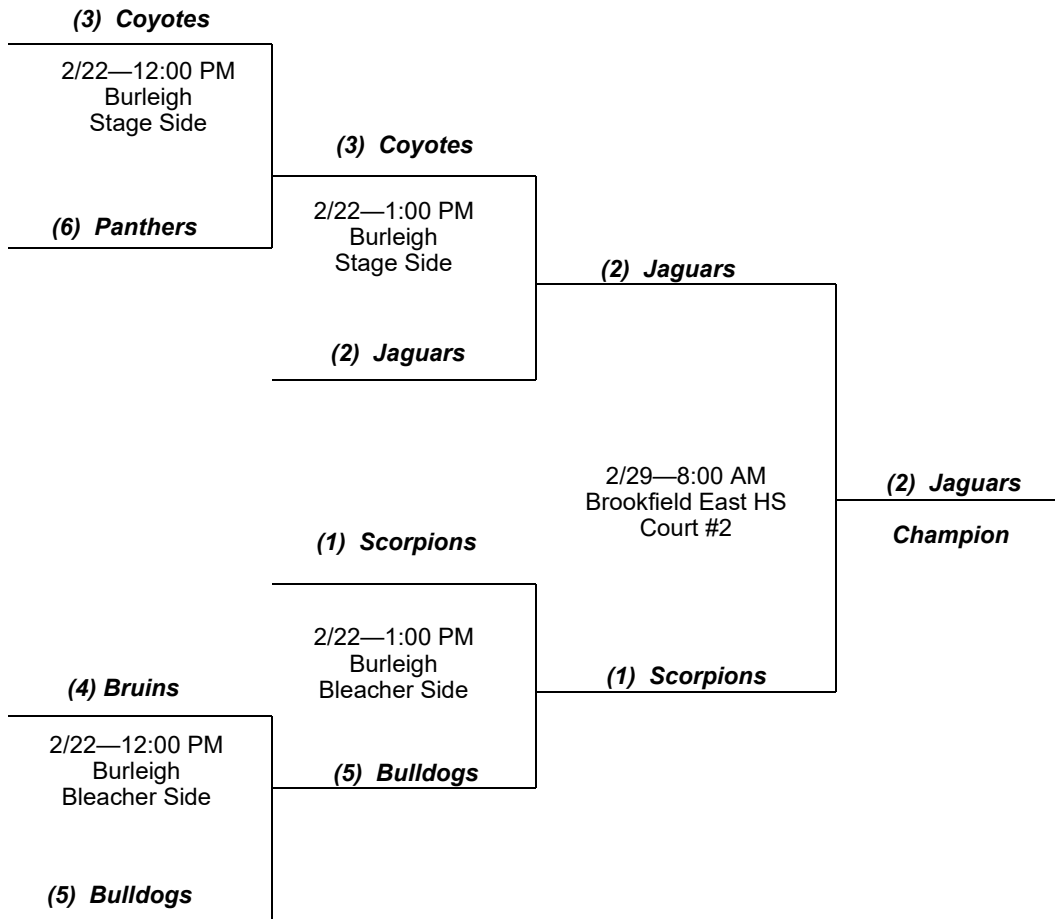 (3) Coyotes
2/22—12:00 PM
Burleigh
Stage Side
(3) Coyotes
(6) Panthers
2/22—1:00 PM
Burleigh
Stage Side
(2) Jaguars
(2) Jaguars
2/29—8:00 AM
Brookfield East HS
Court #2
(2) Jaguars
Champion
(1) Scorpions
2/22—1:00 PM
Burleigh
Bleacher Side
(1) Scorpions
(4) Bruins
2/22—12:00 PM
Burleigh
Bleacher Side
(5) Bulldogs
(5) Bulldogs